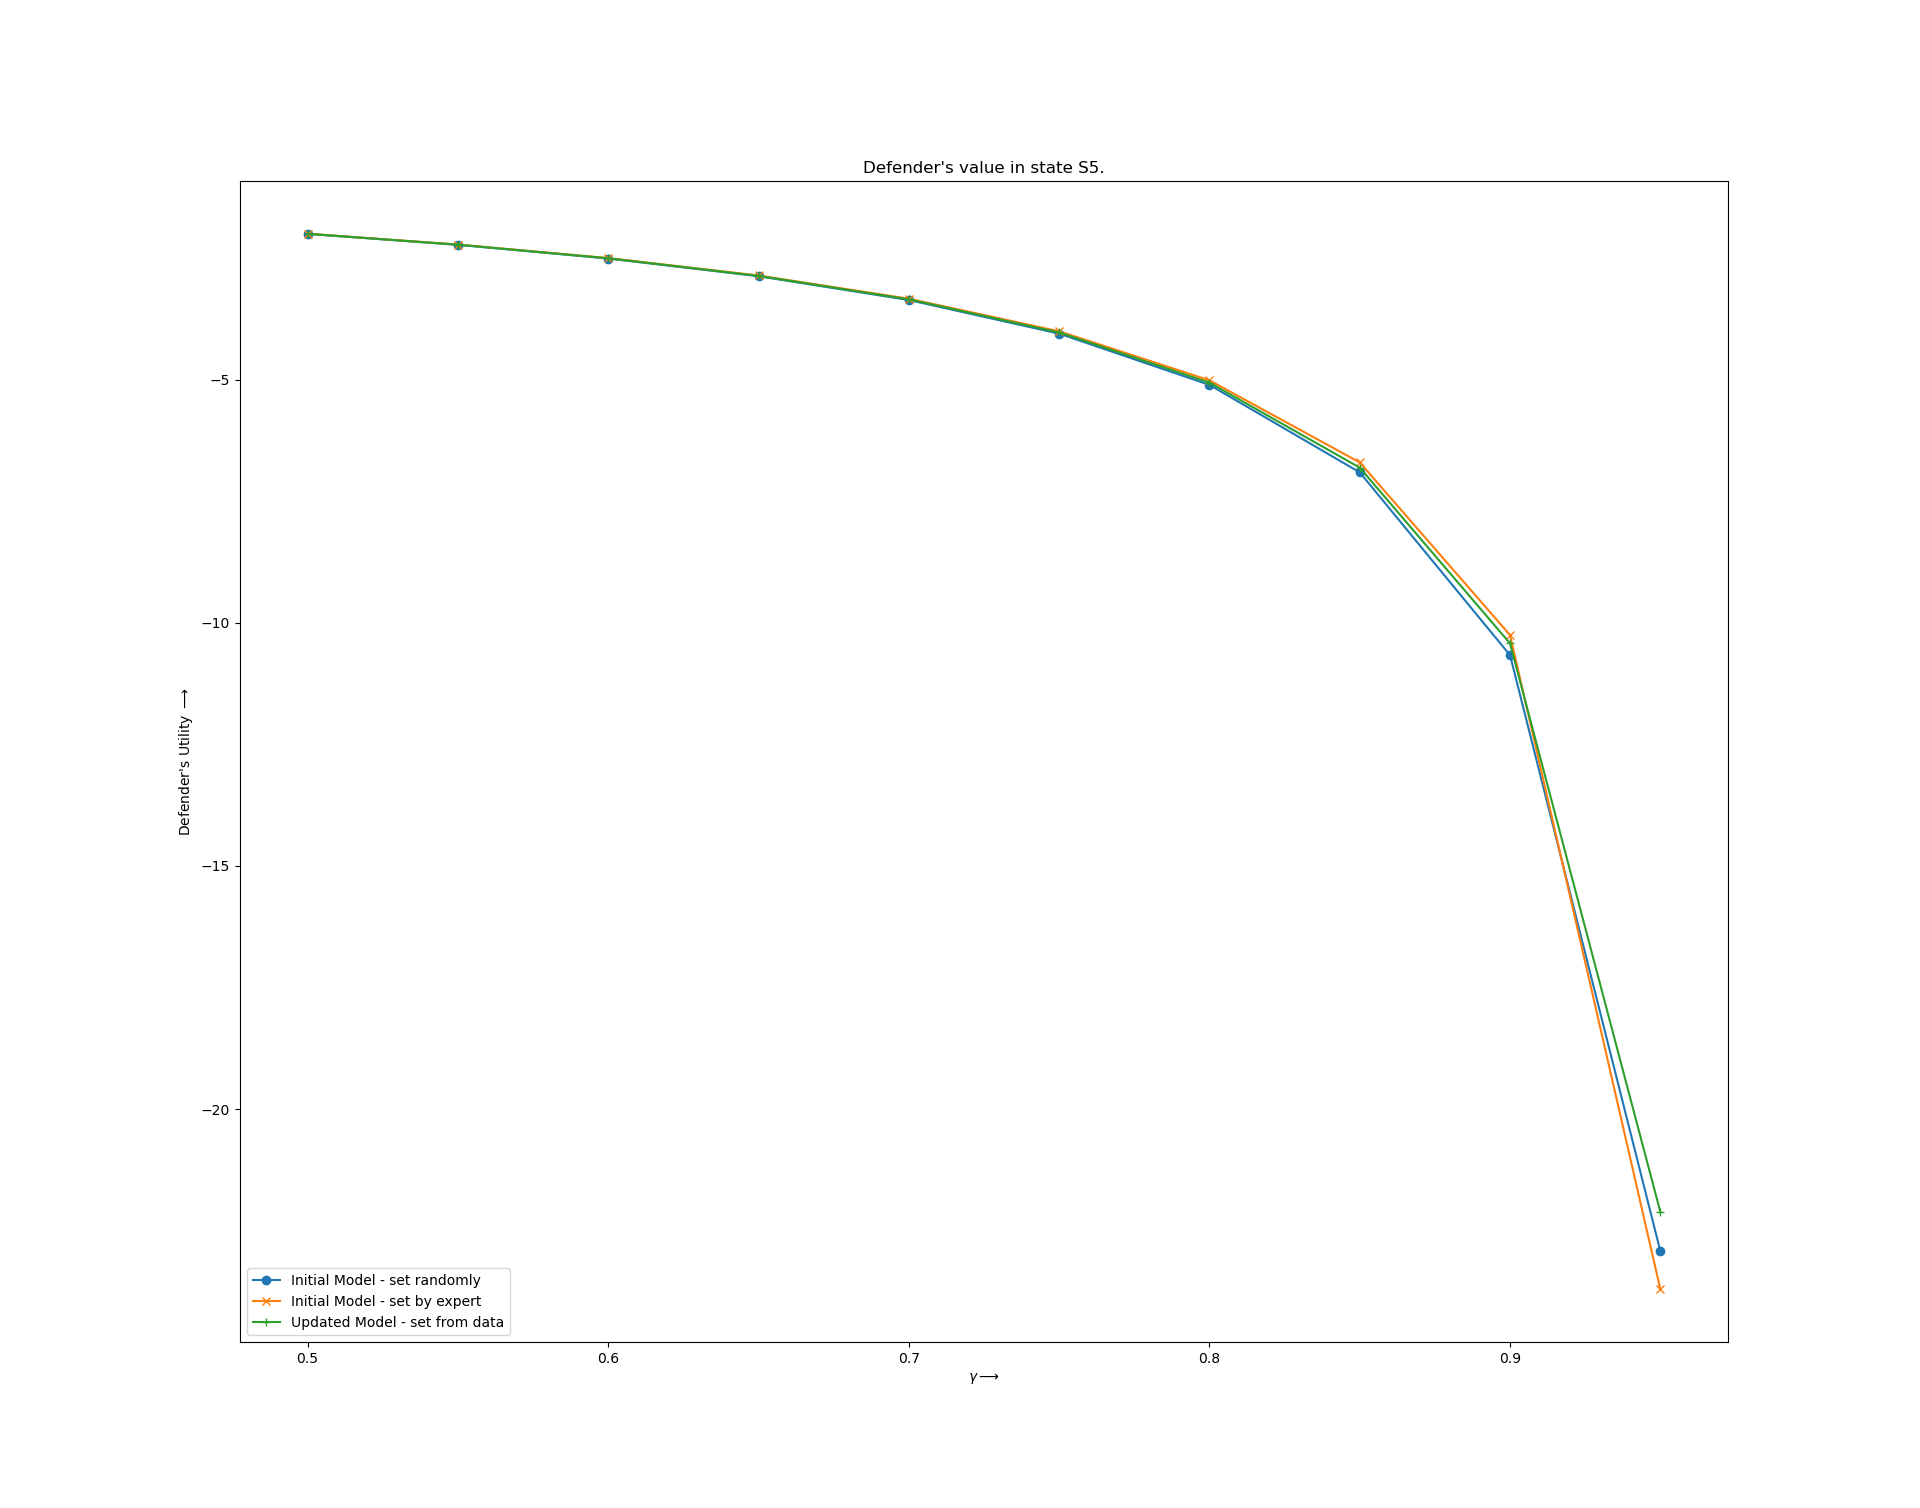 Defender's value in state S5.
−5
−10
−15
−20
Defender's Utility ⟶
Initial Model - set randomly
Initial Model - set by expert
Updated Model - set from data
0.5 0.6 0.7 0.8 0.9
γ⟶